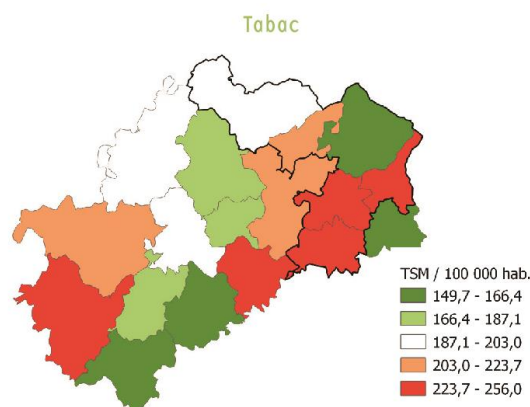 Tabac
TSM / 100 000 hab.
149,7 - 166,4
166,4 - 187,1
187,1 - 203,0
203,0 - 223,7
223,7 - 256,0